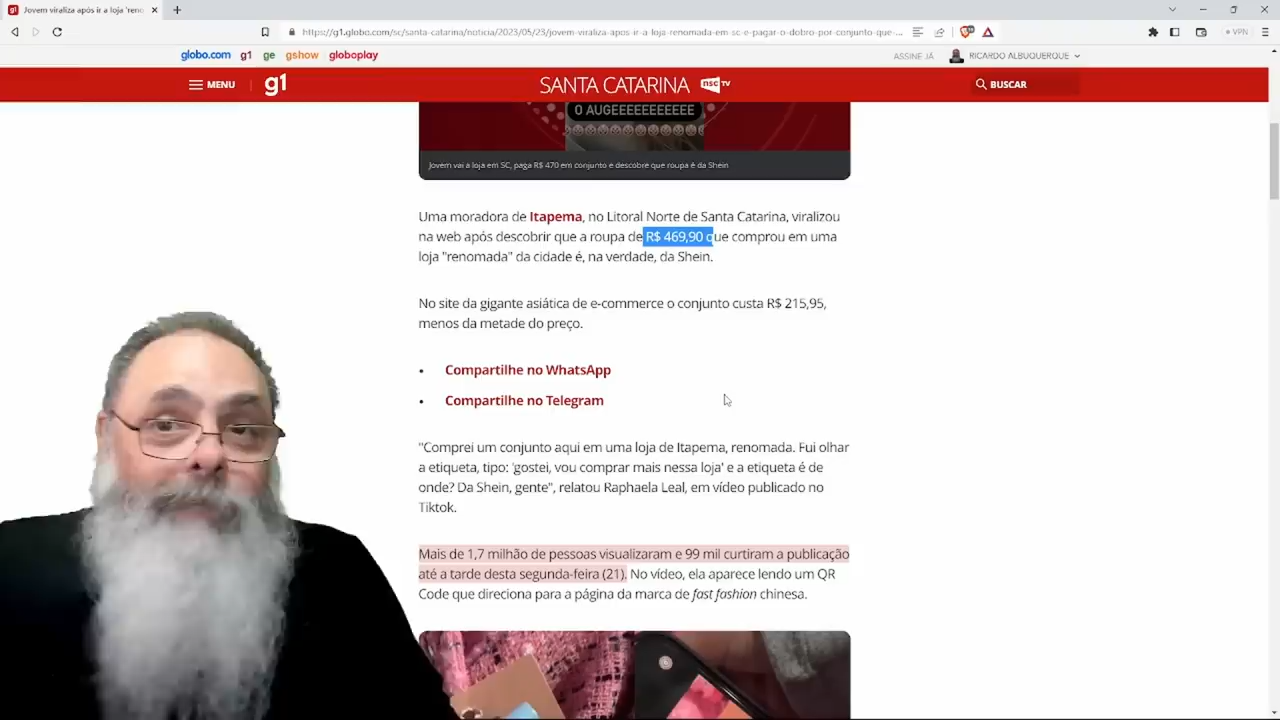 g1 Jovem viraliza após ir a loja 'reno
https://g1.globo.com/sc/santa-catarina/noticia/2023/05/23/jovem-viraliza-apos-ir-a-loja-renomada-em-sc-e-pagar-o-dobro-por-conjunto-que-...
VPN
globo.com g1 ge gshow globoplay
ASSINE JÁ
RICARDO ALBUQUERQUE
MENU g1 SANTA CATARINA nsc TV BUSCAR
O AUGEEEEEEEEEEE
Jovem vai à loja em SC, paga R$ 470 em conjunto e descobre que roupa é da Shein
Uma moradora de Itapema, no Litoral Norte de Santa Catarina, viralizou
na web após descobrir que a roupa de R$ 469,90 que comprou em uma
loja "renomada" da cidade é, na verdade, da Shein.
No site da gigante asiática de e-commerce o conjunto custa R$ 215,95,
menos da metade do preço.
• Compartilhe no WhatsApp
• Compartilhe no Telegram
"Comprei um conjunto aqui em uma loja de Itapema, renomada. Fui olhar
a etiqueta, tipo: 'gostei, vou comprar mais nessa loja' e a etiqueta é de
onde? Da Shein, gente", relatou Raphaela Leal, em vídeo publicado no
Tiktok.
Mais de 1,7 milhão de pessoas visualizaram e 99 mil curtiram a publicação
até a tarde desta segunda-feira (21). No vídeo, ela aparece lendo um QR
Code que direciona para a página da marca de fast fashion chinesa.